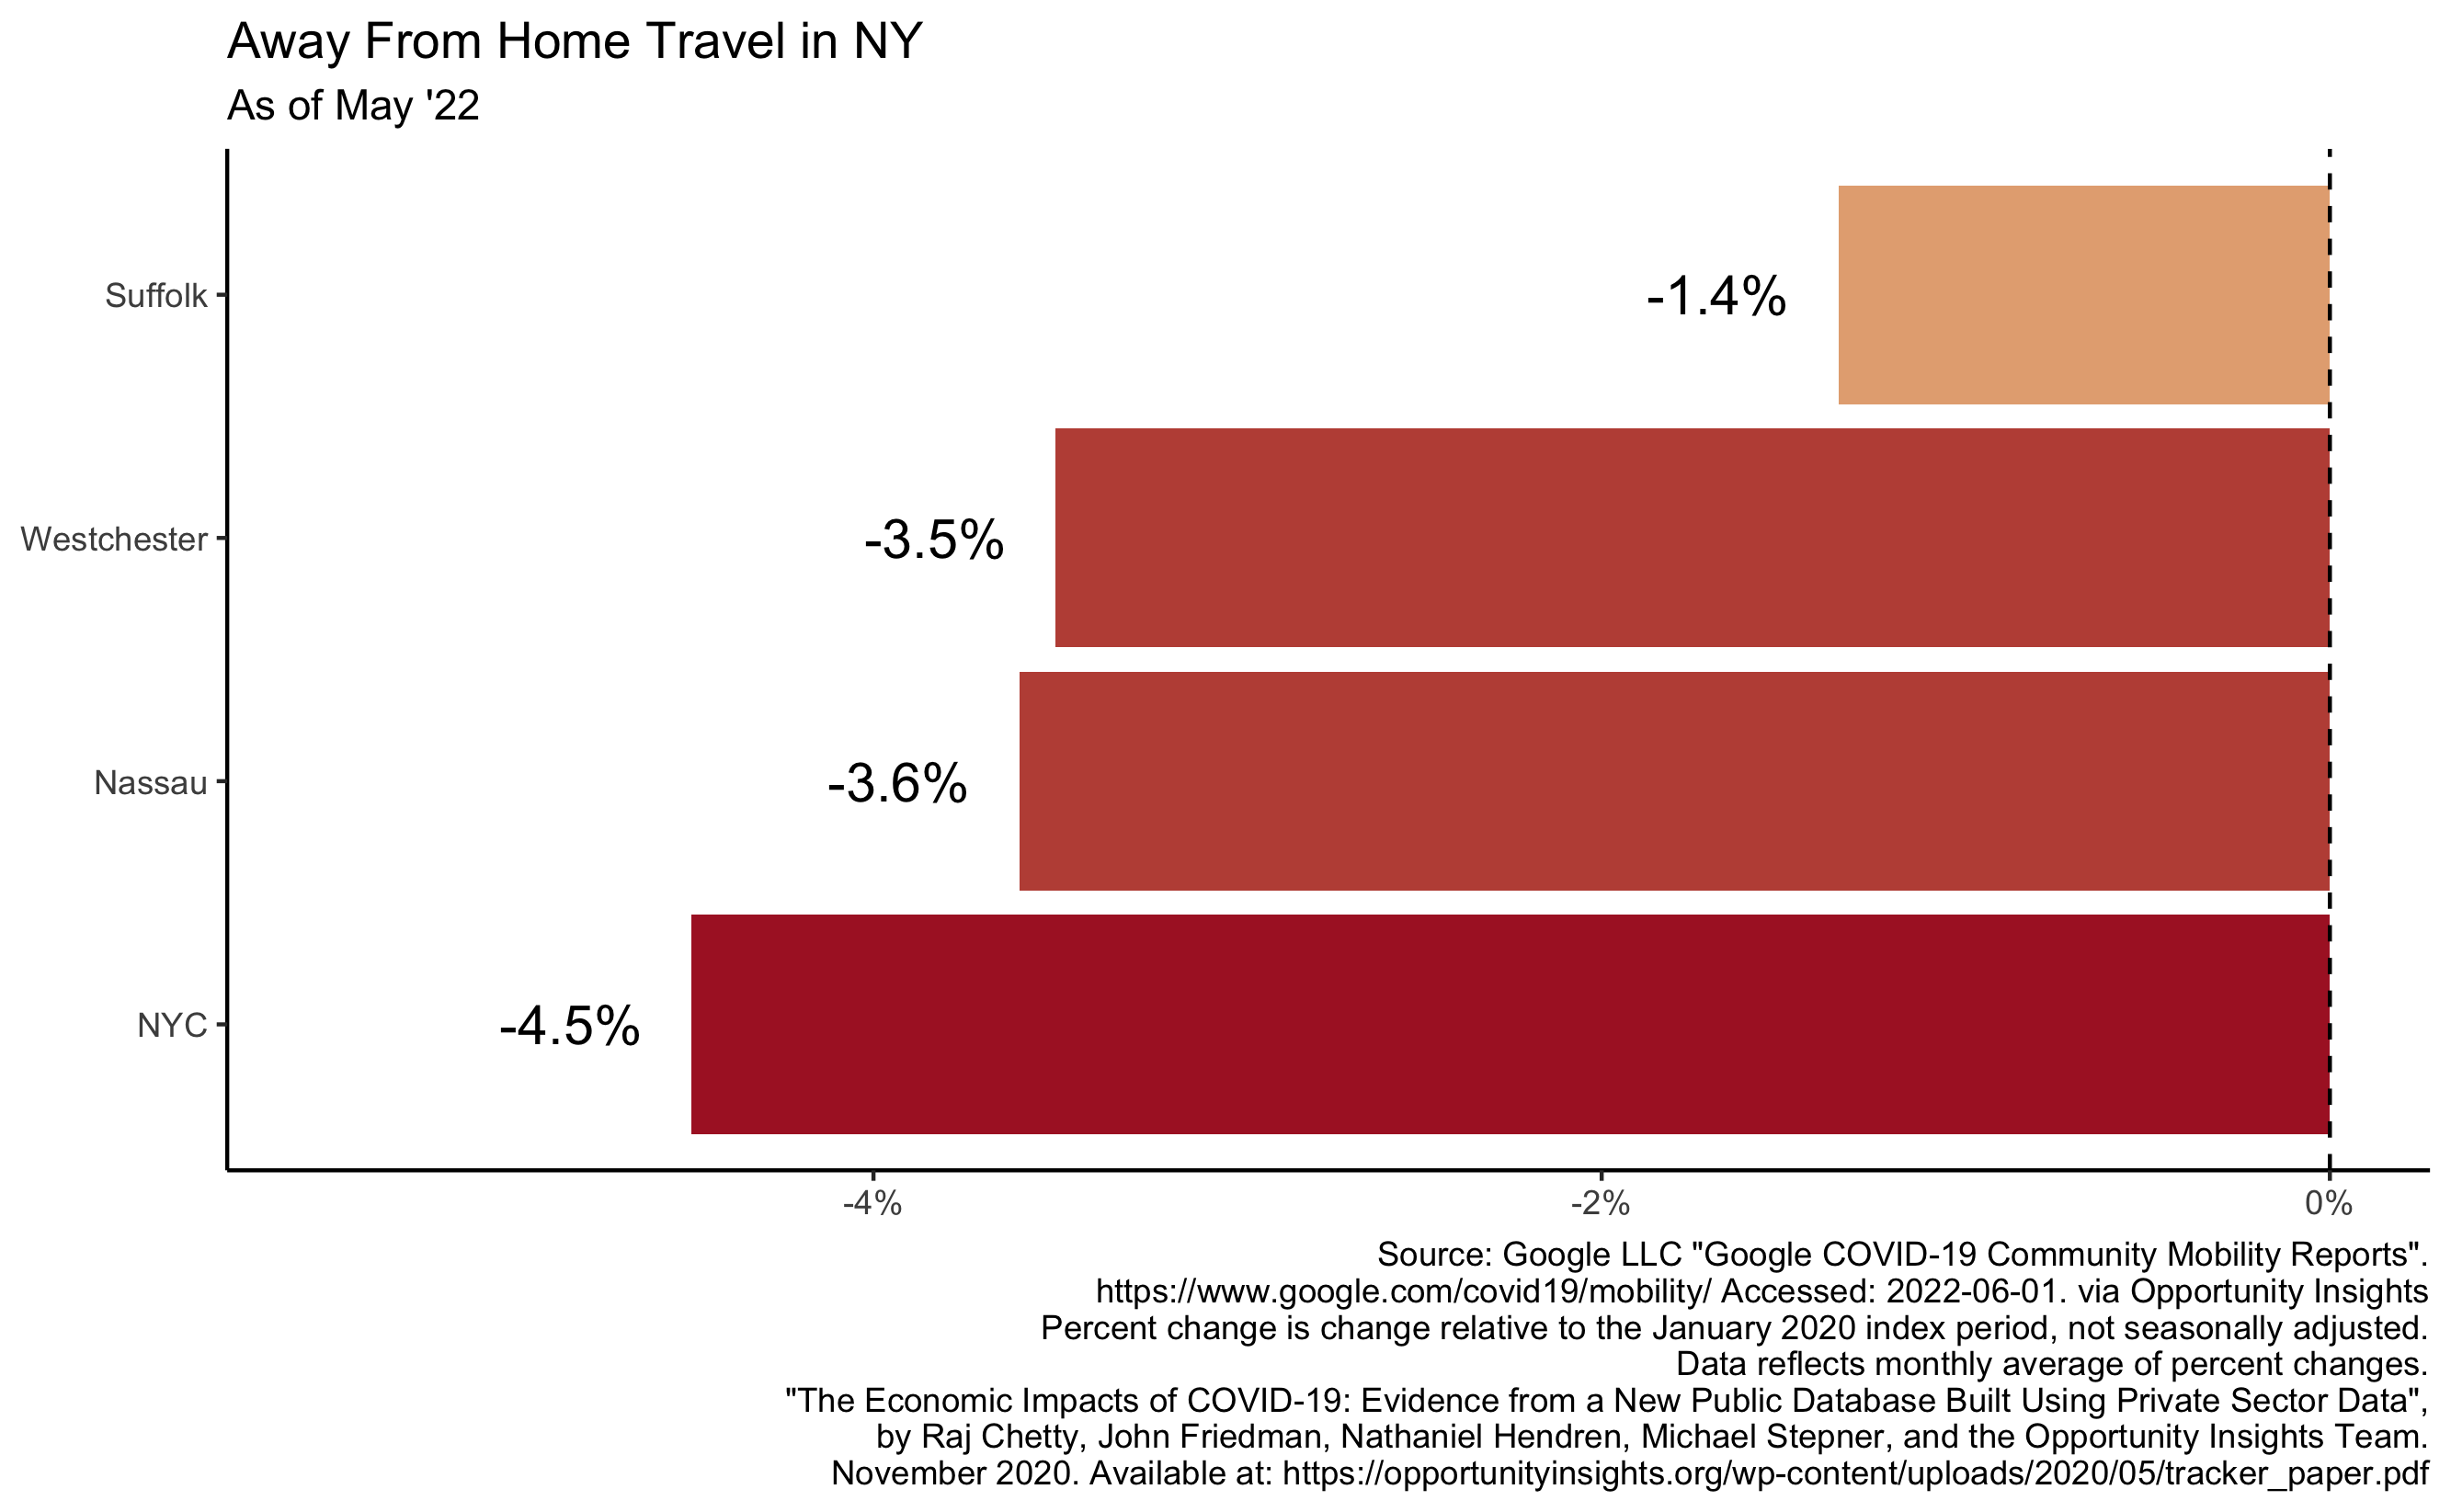 Away From Home Travel in NY
As of May '22
Suffolk
-1.4%
Westchester
-3.5%
Nassau
-3.6%
NYC
-4.5%
-4%
-2%
0%
Source: Google LLC "Google COVID-19 Community Mobility Reports".
https://www.google.com/covid19/mobility/ Accessed: 2022-06-01. via Opportunity Insights
Percent change is change relative to the January 2020 index period, not seasonally adjusted.
Data reflects monthly average of percent changes.
"The Economic Impacts of COVID-19: Evidence from a New Public Database Built Using Private Sector Data",
by Raj Chetty, John Friedman, Nathaniel Hendren, Michael Stepner, and the Opportunity Insights Team.
November 2020. Available at: https://opportunityinsights.org/wp-content/uploads/2020/05/tracker_paper.pdf